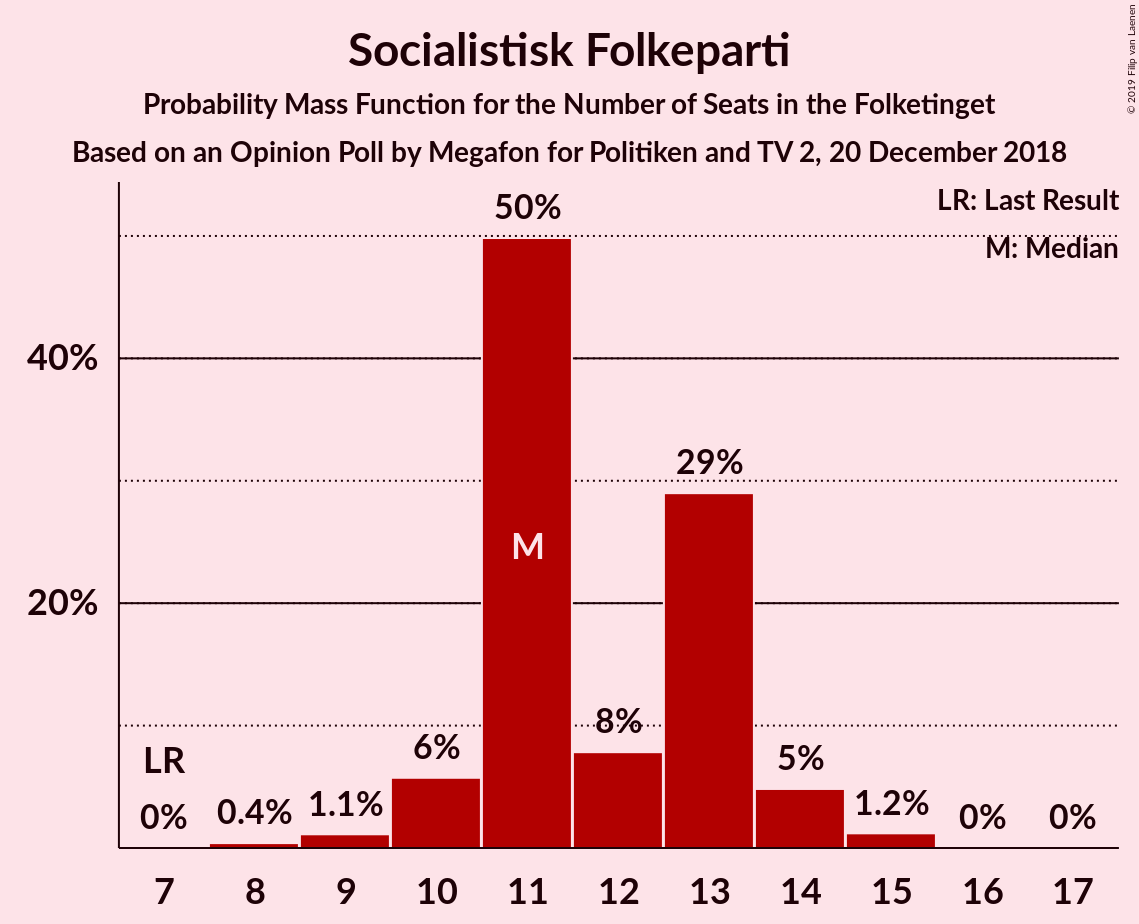 Socialistisk Folkeparti
Probability Mass Function for the Number of Seats in the Folketinget
Based on an Opinion Poll by Megafon for Politiken and TV 2, 20 December 2018
© 2019 Filip van Laenen
LR: Last Result
M: Median
50%
40%
29%
M
20%
8%
6%
5%
LR
0%
0.4%
1.1%
1.2%
0%
0%
7 8 9 10 11 12 13 14 15 16 17